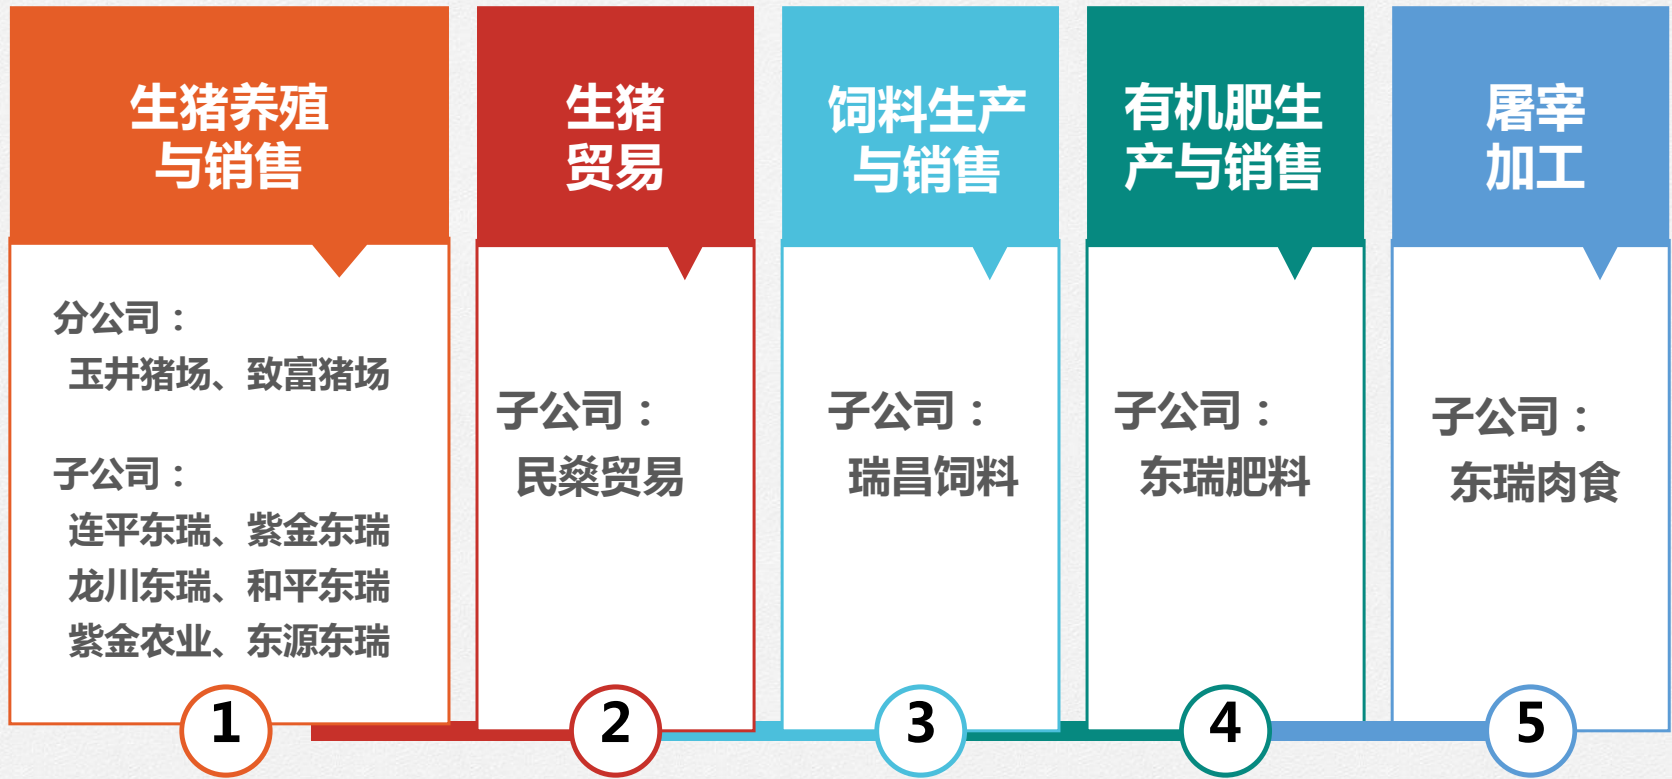 生猪养殖
与销售
分公司：
玉井猪场、致富猪场
子公司：
连平东瑞、紫金东瑞
龙川东瑞、和平东瑞
紫金农业、东源东瑞
1
生猪
贸易
子公司：
民燊贸易
2
饲料生产
与销售
子公司：
瑞昌饲料
3
有机肥生
产与销售
子公司：
东瑞肥料
4
屠宰
加工
子公司：
东瑞肉食
5